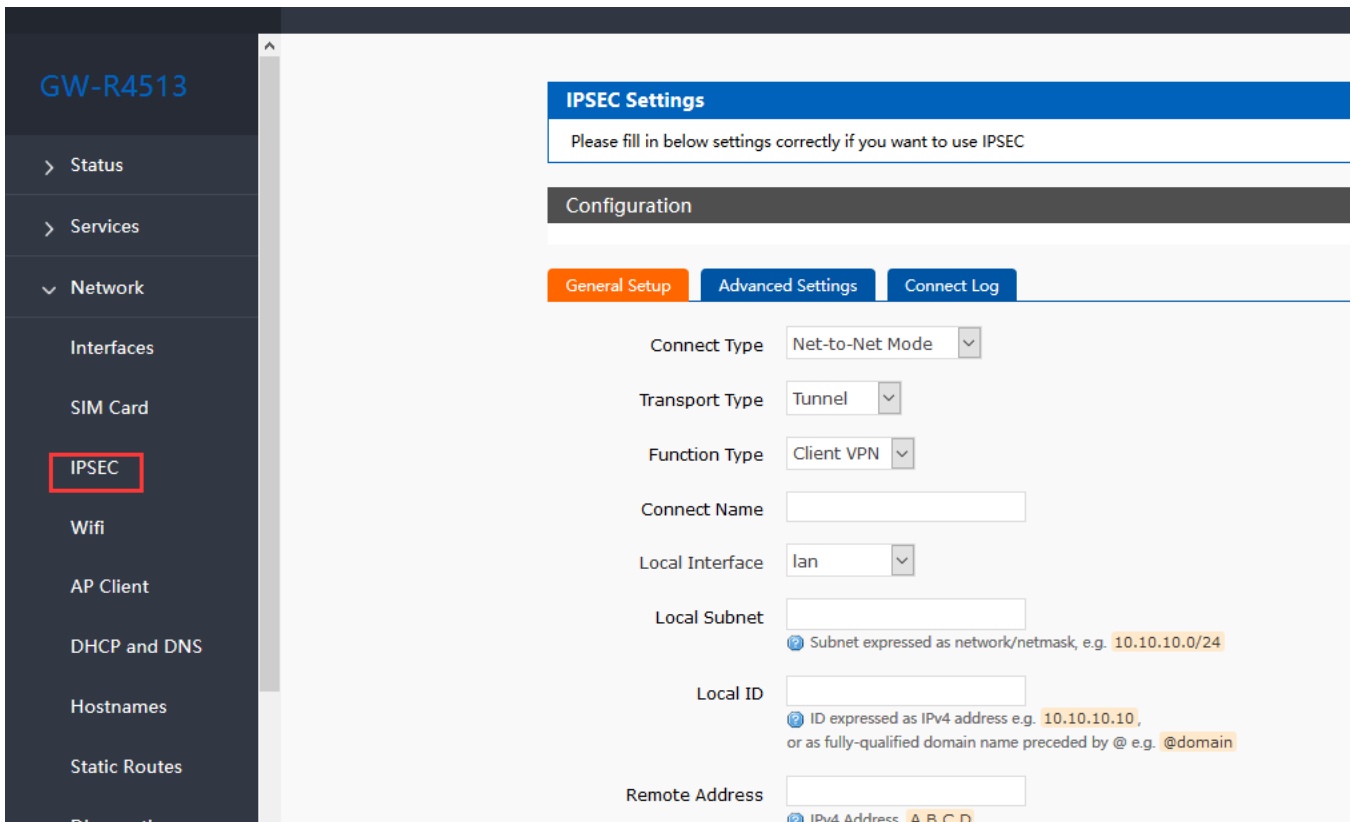 GW-R4513
Status
Services
Network
Interfaces
SIM Card
IPSEC
Wifi
AP Client
DHCP and DNS
Hostnames
Static Routes
IPSEC Settings
Please fill in below settings correctly if you want to use IPSEC
Configuration
General Setup Advanced Settings Connect Log
Connect Type Net-to-Net Mode
Transport Type Tunnel
Function Type Client VPN
Connect Name
Local Interface lan
Local Subnet
Subnet expressed as network/netmask, e.g. 10.10.10.0/24
Local ID
ID expressed as IPv4 address e.g. 10.10.10.10 ,
or as fully-qualified domain name preceded by @ e.g. @domain
Remote Address
IPv4 Address A.B.C.D